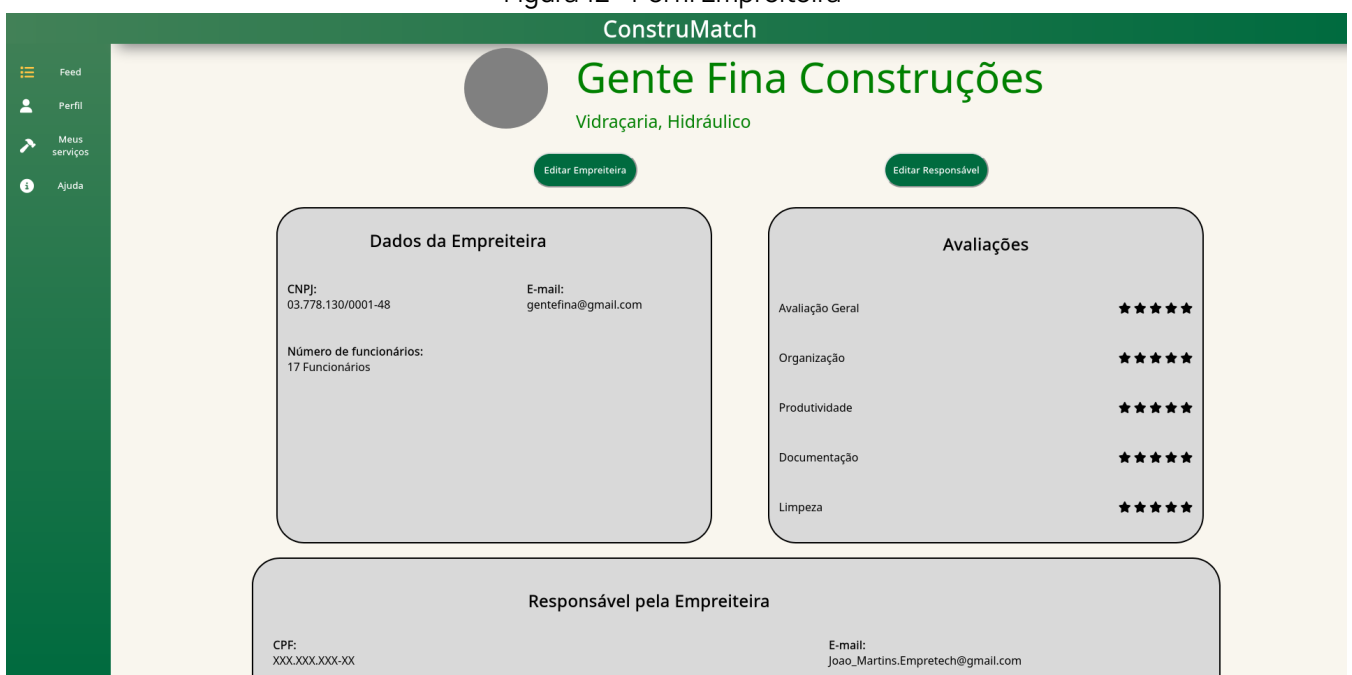 ConstruMatch
Feed
Perfil
Meus
serviços
Ajuda
Gente Fina Construções
Vidraçaria, Hidráulico
Editar Empreiteira
Editar Responsável
Dados da Empreiteira
CNPJ:
03.778.130/0001-48
E-mail:
gentefina@gmail.com
Número de funcionários:
17 Funcionários
Avaliações
Avaliação Geral
Organização
Produtividade
Documentação
Limpeza
Responsável pela Empreiteira
CPF:
XXX.XXX.XXX-XX
E-mail:
Joao_Martins.Empretech@gmail.com